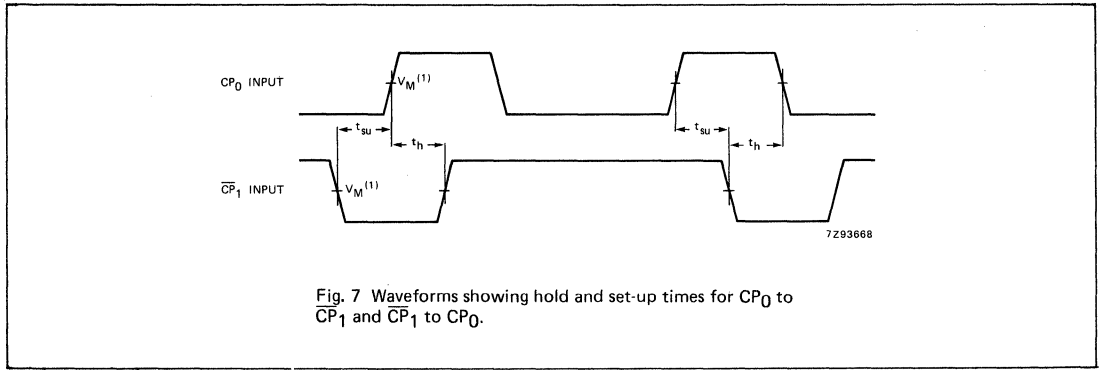 CP0 INPUT
VM(1)
tsu
th
tsu
th
CP1 INPUT
VM(1)
7Z93668
Fig. 7 Waveforms showing hold and set-up times for CP0 to
CP1 and CP1 to CP0.